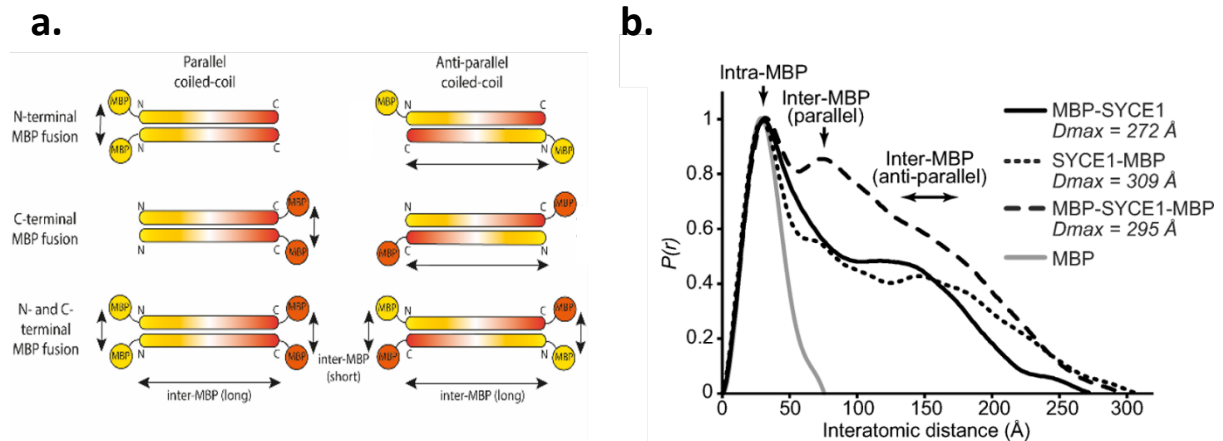 a.
Parallel
coiled-coil
Anti-parallel
coiled-coil
N-terminal
MBP fusion
MBP
N
C
MBP
N
C
MBP
N
C
C
N
MBP
C-terminal
MBP fusion
N
C
MBP
N
C
MBP
N
C
MBP
C
N
MBP
N- and C-
terminal
MBP fusion
MBP
N
C
MBP
MBP
N
C
MBP
MBP
N
C
MBP
MBP
C
N
MBP
inter-MBP
(short)
inter-MBP (long)
inter-MBP (long)
b.
Intra-MBP
Inter-MBP
(parallel)
Inter-MBP
(anti-parallel)
MBP-SYCE1
Dmax = 272 Å
SYCE1-MBP
Dmax = 309 Å
MBP-SYCE1-MBP
Dmax = 295 Å
MBP
P(r)
1
0.8
0.6
0.4
0.2
0
0 50 100 150 200 250 300
Interatomic distance (Å)